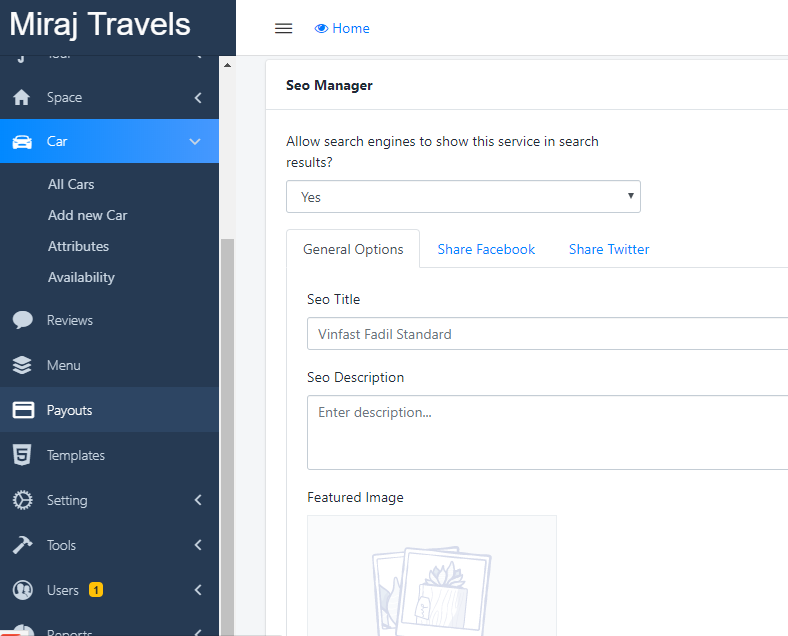 Miraj Travels
Home
Tour
Space
Car
All Cars
Add new Car
Attributes
Availability
Reviews
Menu
Payouts
Templates
Setting
Tools
Users 1
Reports
Seo Manager
Allow search engines to show this service in search
results?
Yes
General Options
Share Facebook
Share Twitter
Seo Title
Vinfast Fadil Standard
Seo Description
Enter description...
Featured Image